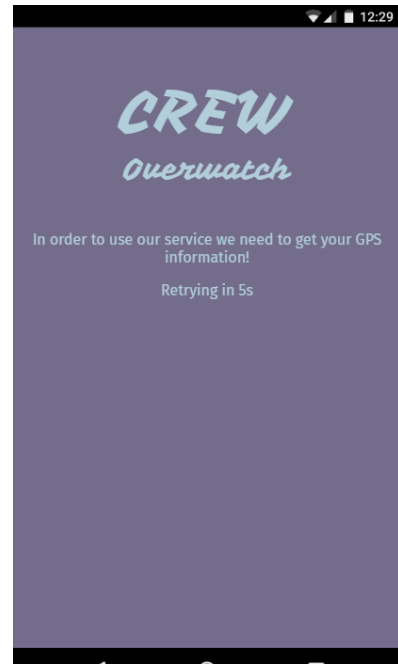 12:29
CREW
Overwatch
In order to use our service we need to get your GPS
information!
Retrying in 5s